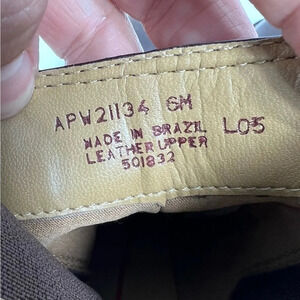 APW21134 6M
MADE IN BRAZIL L05
LEATHER UPPER
501832